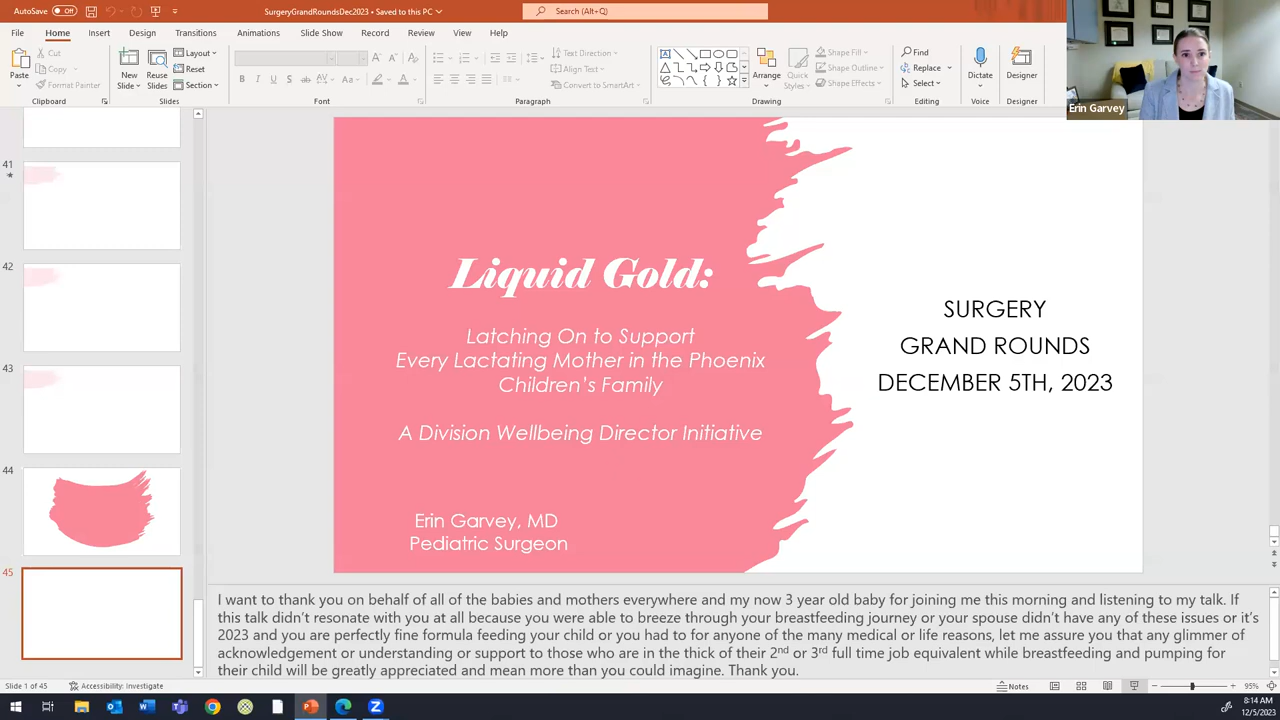 AutoSave Off
SurgeryGrandRoundsDec2023 • Saved to this PC
Search (Alt+Q)
File Home Insert Design Transitions Animations Slide Show Record Review View Help
Paste
Cut
Copy
Format Painter
Clipboard
New Slides
Reuse Slides
Layout
Reset
Section
Slides
Font
Text Direction
Align Text
Convert to SmartArt
Paragraph
Arrange
Quick Styles
Shape Fill
Shape Outline
Shape Effects
Drawing
Find
Replace
Select
Editing
Dictate
Voice
Designer
Designer
Erin Garvey
41
42
43
44
45
Liquid Gold:
Latching On to Support
Every Lactating Mother in the Phoenix
Children's Family
A Division Wellbeing Director Initiative
Erin Garvey, MD
Pediatric Surgeon
SURGERY
GRAND ROUNDS
DECEMBER 5TH, 2023
I want to thank you on behalf of all of the babies and mothers everywhere and my now 3 year old baby for joining me this morning and listening to my talk. If
this talk didn't resonate with you at all because you were able to breeze through your breastfeeding journey or your spouse didn't have any of these issues or it's
2023 and you are perfectly fine formula feeding your child or you had to for anyone of the many medical or life reasons, let me assure you that any glimmer of
acknowledgement or understanding or support to those who are in the thick of their 2nd or 3rd full time job equivalent while breastfeeding and pumping for
their child will be greatly appreciated and mean more than you could imagine. Thank you.
Slide 1 of 45
Accessibility: Investigate
Notes
95%
8:14 AM
12/5/2023